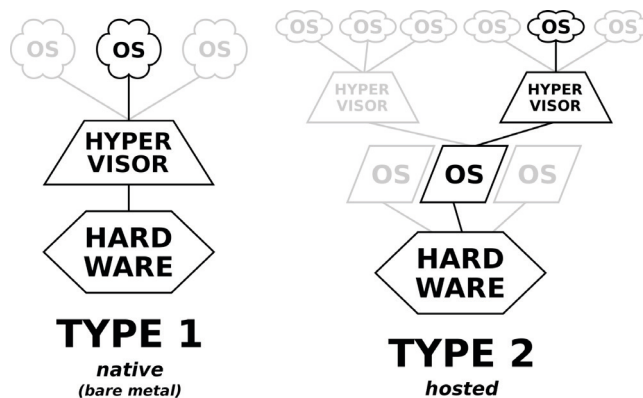 OS OS OS
HYPER
VISOR
HARD
WARE
TYPE 1
native
(bare metal)
OS OS OS OS OS OS
HYPER
VISOR
HYPER
VISOR
OS OS OS
HARD
WARE
TYPE 2
hosted